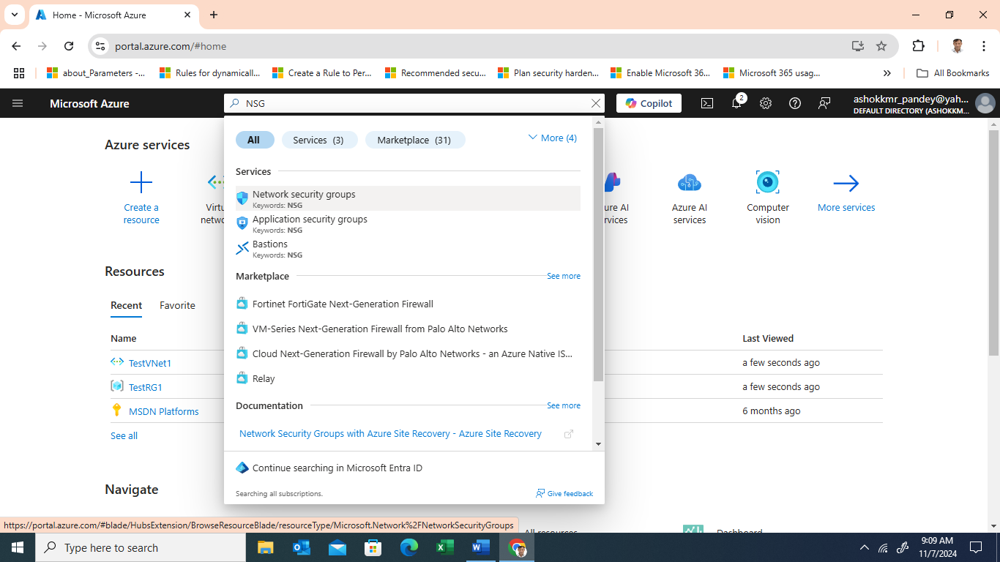 Home - Microsoft Azure
portal.azure.com/#home
about_Parameters -...
Rules for dynamicall...
Create a Rule to Per...
Recommended secu...
Plan security harden...
Enable Microsoft 36...
Microsoft 365 usag...
All Bookmarks
Microsoft Azure
NSG
Copilot
2
ashokkmr_pandey@yah...
DEFAULT DIRECTORY (ASHOKKM...
All
Services (3)
Marketplace (31)
More (4)
Services
Network security groups
Keywords: NSG
Application security groups
Keywords: NSG
Bastions
Keywords: NSG
Marketplace
See more
Fortinet FortiGate Next-Generation Firewall
VM-Series Next-Generation Firewall from Palo Alto Networks
Cloud Next-Generation Firewall by Palo Alto Networks - an Azure Native IS...
Relay
Documentation
See more
Network Security Groups with Azure Site Recovery - Azure Site Recovery
Continue searching in Microsoft Entra ID
Searching all subscriptions.
Give feedback
Azure services
Create a
resource
Virtu
netwo
ure AI
rvices
Azure AI
services
Computer
vision
More services
Resources
Recent
Favorite
Name
Last Viewed
TestVNet1
a few seconds ago
TestRG1
a few seconds ago
MSDN Platforms
6 months ago
See all
Navigate
All resources
Dashboard
https://portal.azure.com/#blade/HubsExtension/BrowseResourceBlade/resourceType/Microsoft.Network%2FNetworkSecurityGroups
Type here to search
9:09 AM
11/7/2024